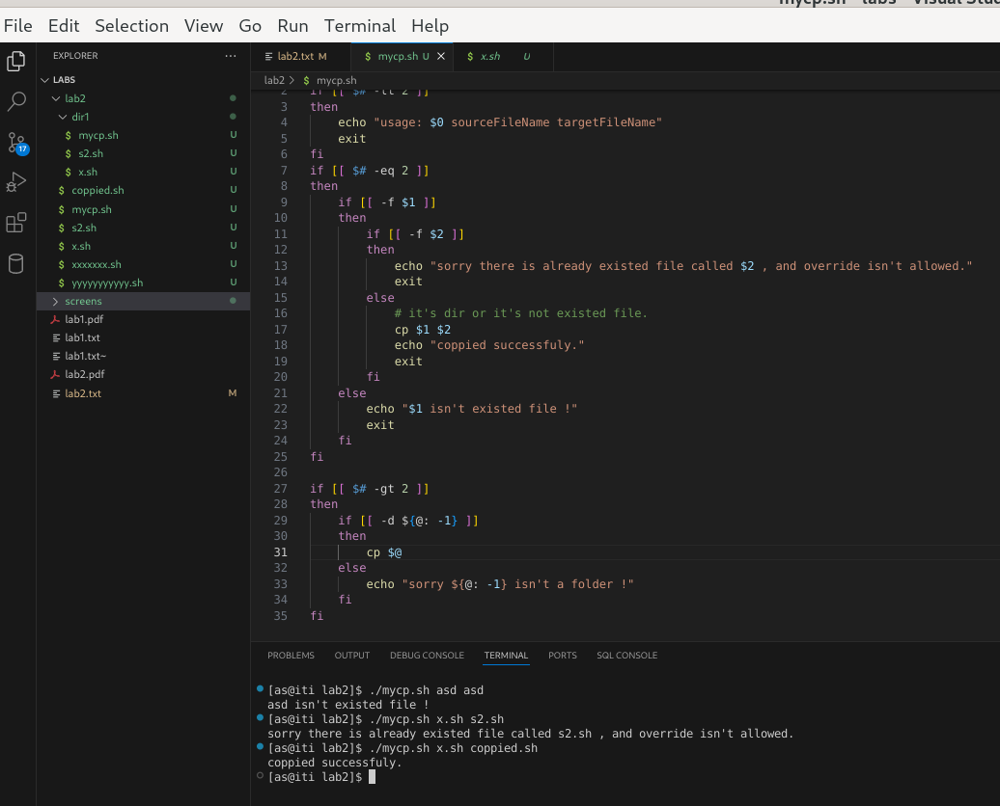 mycp.sh - labs - Visual Stu
File Edit Selection View Go Run Terminal Help
EXPLORER ...
LABS
lab2
dir1
mycp.sh U
s2.sh U
x.sh U
coppied.sh U
mycp.sh U
s2.sh U
x.sh U
xxxxxxx.sh U
yyyyyyyyyyy.sh U
screens
lab1.pdf
lab1.txt
lab1.txt~
lab2.pdf
lab2.txt M
17
lab2.txt M $ mycp.sh U × $ x.sh U
lab2 > $ mycp.sh
2 if [[ $# -lt 2 ]]
3 then
4 echo "usage: $0 sourceFileName targetFileName"
5 exit
6 fi
7 if [[ $# -eq 2 ]]
8 then
9 if [[ -f $1 ]]
10 then
11 if [[ -f $2 ]]
12 then
13 echo "sorry there is already existed file called $2 , and override isn't allowed."
14 exit
15 else
16 # it's dir or it's not existed file.
17 cp $1 $2
18 echo "coppied successfuly."
19 exit
20 fi
21 else
22 echo "$1 isn't existed file !"
23 exit
24 fi
25 fi
26
27 if [[ $# -gt 2 ]]
28 then
29 if [[ -d ${@: -1} ]]
30 then
31 cp $@
32 else
33 echo "sorry ${@: -1} isn't a folder !"
34 fi
35 fi
PROBLEMS OUTPUT DEBUG CONSOLE TERMINAL PORTS SQL CONSOLE
[as@iti lab2]$ ./mycp.sh asd asd
asd isn't existed file !
[as@iti lab2]$ ./mycp.sh x.sh s2.sh
sorry there is already existed file called s2.sh , and override isn't allowed.
[as@iti lab2]$ ./mycp.sh x.sh coppied.sh
coppied successfuly.
[as@iti lab2]$